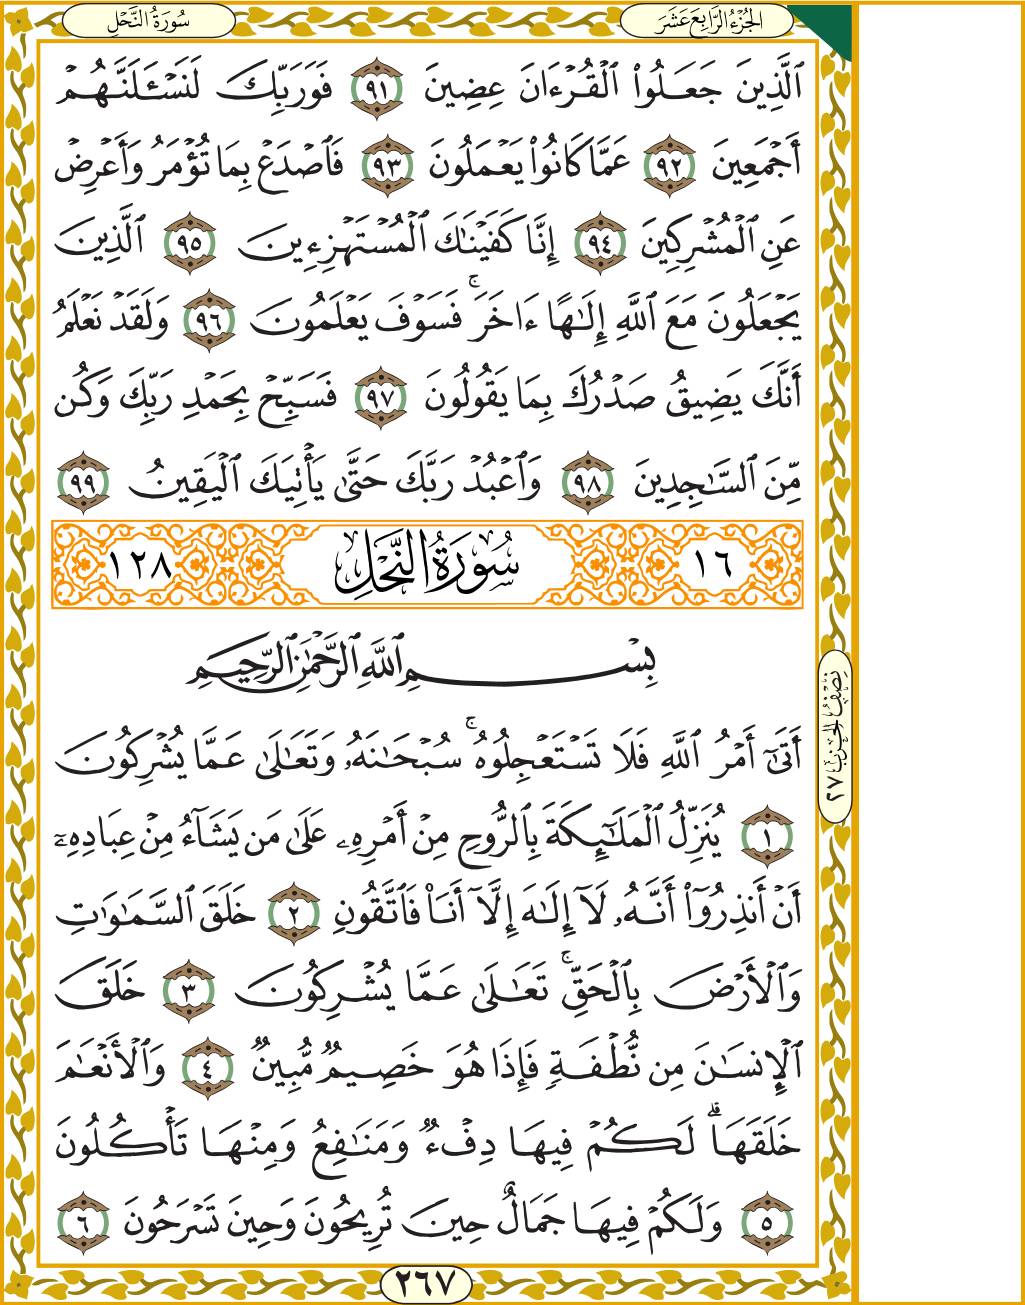 سُورَةُ النَّحْلِ
الجُزْءُ الرَّابِعَ عَشَرَ
ٱلَّذِينَ جَعَلُوا۟ ٱلْقُرْءَانَ عِضِينَ ٩١ فَوَرَبِّكَ لَنَسْـَٔلَنَّهُمْ
أَجْمَعِينَ ٩٢ عَمَّا كَانُوا۟ يَعْمَلُونَ ٩٣ فَٱصْدَعْ بِمَا تُؤْمَرُ وَأَعْرِضْ
عَنِ ٱلْمُشْرِكِينَ ٩٤ إِنَّا كَفَيْنَـٰكَ ٱلْمُسْتَهْزِءِينَ ٩٥ ٱلَّذِينَ
يَجْعَلُونَ مَعَ ٱللَّهِ إِلَـٰهًا ءَاخَرَ ۚ فَسَوْفَ يَعْلَمُونَ ٩٦ وَلَقَدْ نَعْلَمُ
أَنَّكَ يَضِيقُ صَدْرُكَ بِمَا يَقُولُونَ ٩٧ فَسَبِّحْ بِحَمْدِ رَبِّكَ وَكُن
مِّنَ ٱلسَّـٰجِدِينَ ٩٨ وَٱعْبُدْ رَبَّكَ حَتَّىٰ يَأْتِيَكَ ٱلْيَقِينُ ٩٩
١٦ سُورَةُ النَّحْلِ ١٢٨
بِسْمِ ٱللَّهِ ٱلرَّحْمَـٰنِ ٱلرَّحِيمِ
أَتَىٰٓ أَمْرُ ٱللَّهِ فَلَا تَسْتَعْجِلُوهُ ۚ سُبْحَـٰنَهُۥ وَتَعَـٰلَىٰ عَمَّا يُشْرِكُونَ
١ يُنَزِّلُ ٱلْمَلَـٰٓئِكَةَ بِٱلرُّوحِ مِنْ أَمْرِهِۦ عَلَىٰ مَن يَشَآءُ مِنْ عِبَادِهِۦٓ
أَنْ أَنذِرُوٓا۟ أَنَّهُۥ لَآ إِلَـٰهَ إِلَّآ أَنَا۠ فَٱتَّقُونِ ٢ خَلَقَ ٱلسَّمَـٰوَٰتِ
وَٱلْأَرْضَ بِٱلْحَقِّ ۚ تَعَـٰلَىٰ عَمَّا يُشْرِكُونَ ٣ خَلَقَ
ٱلْإِنسَـٰنَ مِن نُّطْفَةٍ فَإِذَا هُوَ خَصِيمٌ مُّبِينٌ ٤ وَٱلْأَنْعَـٰمَ
خَلَقَهَا ۗ لَكُمْ فِيهَا دِفْءٌ وَمَنَـٰفِعُ وَمِنْهَا تَأْكُلُونَ
٥ وَلَكُمْ فِيهَا جَمَالٌ حِينَ تُرِيحُونَ وَحِينَ تَسْرَحُونَ ٦
نِصْفُ الْحِزْبِ ٢٧
٢٦٧